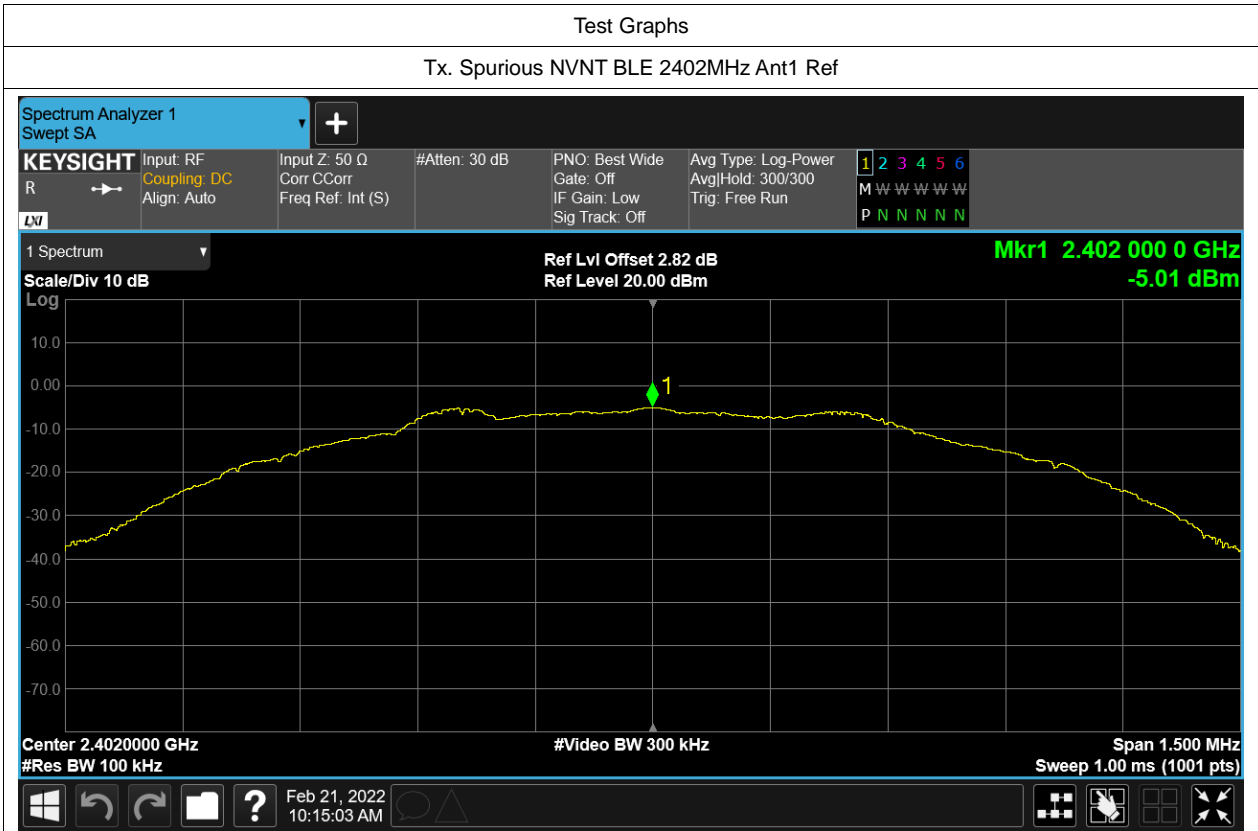 Test Graphs
Tx. Spurious NVNT BLE 2402MHz Ant1 Ref
Spectrum Analyzer 1
Swept SA
KEYSIGHT
R
LXI
Input: RF
Coupling: DC
Align: Auto
Input Z: 50 Ω
Corr CCorr
Freq Ref: Int (S)
#Atten: 30 dB
PNO: Best Wide
Gate: Off
IF Gain: Low
Sig Track: Off
Avg Type: Log-Power
Avg|Hold: 300/300
Trig: Free Run
1 2 3 4 5 6
M W W W W W
P N N N N N
1 Spectrum
Scale/Div 10 dB
Ref Lvl Offset 2.82 dB
Ref Level 20.00 dBm
Mkr1 2.402 000 0 GHz
-5.01 dBm
Log
10.0
0.00
-10.0
-20.0
-30.0
-40.0
-50.0
-60.0
-70.0
1
Center 2.4020000 GHz
#Res BW 100 kHz
#Video BW 300 kHz
Span 1.500 MHz
Sweep 1.00 ms (1001 pts)
?
Feb 21, 2022
10:15:03 AM